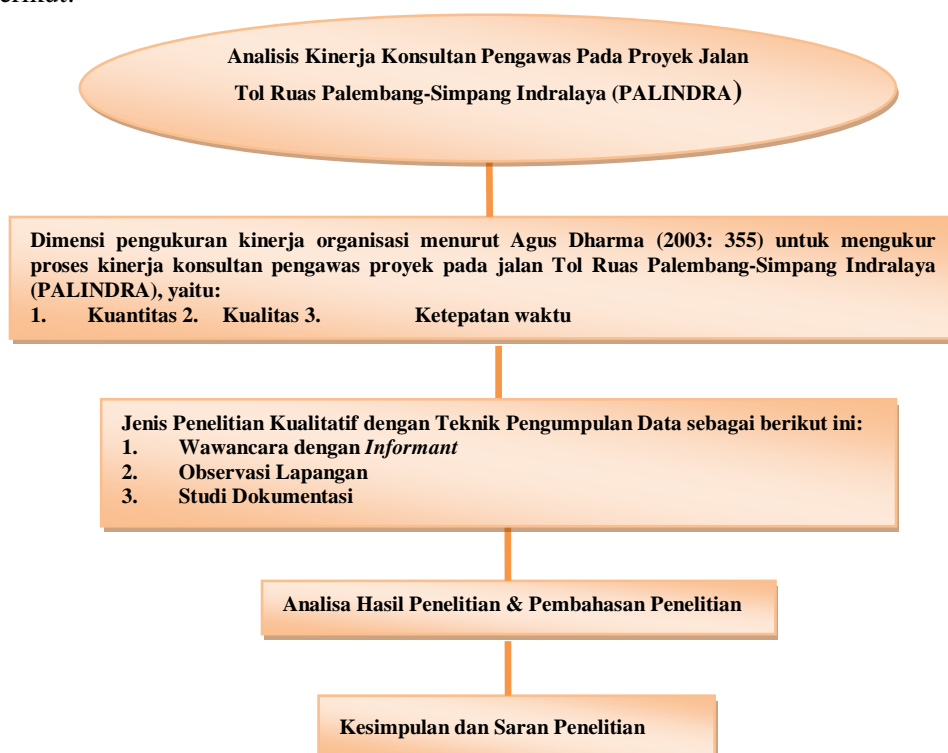 Analisis Kinerja Konsultan Pengawas Pada Proyek Jalan
Tol Ruas Palembang-Simpang Indralaya (PALINDRA)
Dimensi pengukuran kinerja organisasi menurut Agus Dharma (2003: 355) untuk mengukur
proses kinerja konsultan pengawas proyek pada jalan Tol Ruas Palembang-Simpang Indralaya
(PALINDRA), yaitu:
1. Kuantitas 2. Kualitas 3. Ketepatan waktu
Jenis Penelitian Kualitatif dengan Teknik Pengumpulan Data sebagai berikut ini:
1. Wawancara dengan Informant
2. Observasi Lapangan
3. Studi Dokumentasi
Analisa Hasil Penelitian & Pembahasan Penelitian
Kesimpulan dan Saran Penelitian